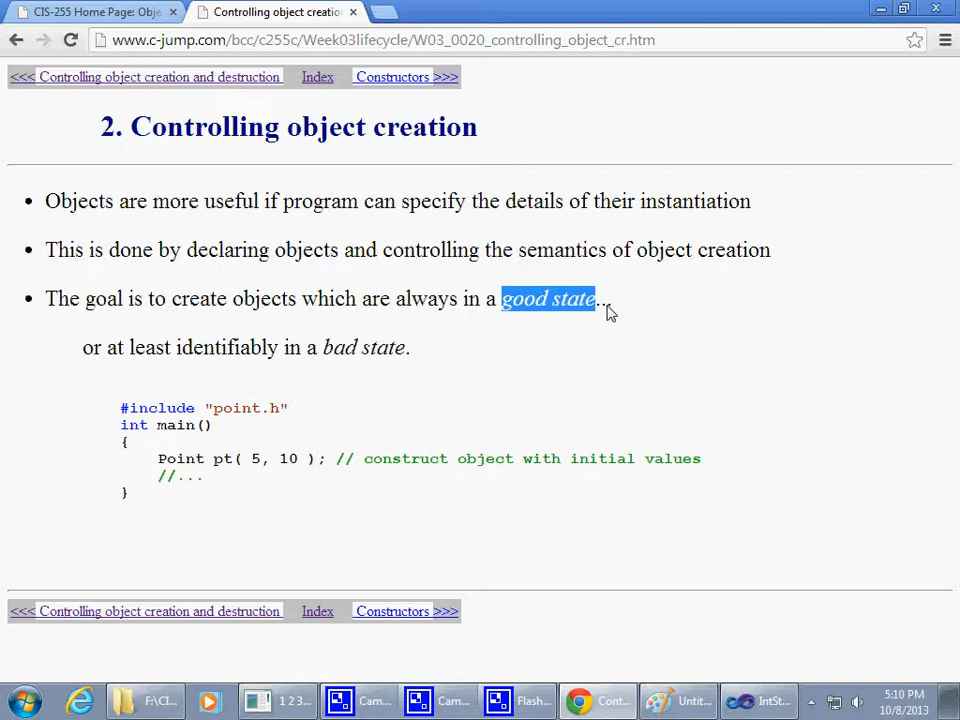 CIS-255 Home Page: Obje
Controlling object creatio
www.c-jump.com/bcc/c255c/Week03lifecycle/W03_0020_controlling_object_cr.htm
<<< Controlling object creation and destruction Index Constructors >>>
2. Controlling object creation
• Objects are more useful if program can specify the details of their instantiation
• This is done by declaring objects and controlling the semantics of object creation
• The goal is to create objects which are always in a good state...
or at least identifiably in a bad state.
#include "point.h"
int main()
{
Point pt( 5, 10 ); // construct object with initial values
//...
}
<<< Controlling object creation and destruction Index Constructors >>>
F:\Cl... 1 2 3... Cam... Cam... Flash... Cont... Untit... IntSt... 5:10 PM
10/8/2013